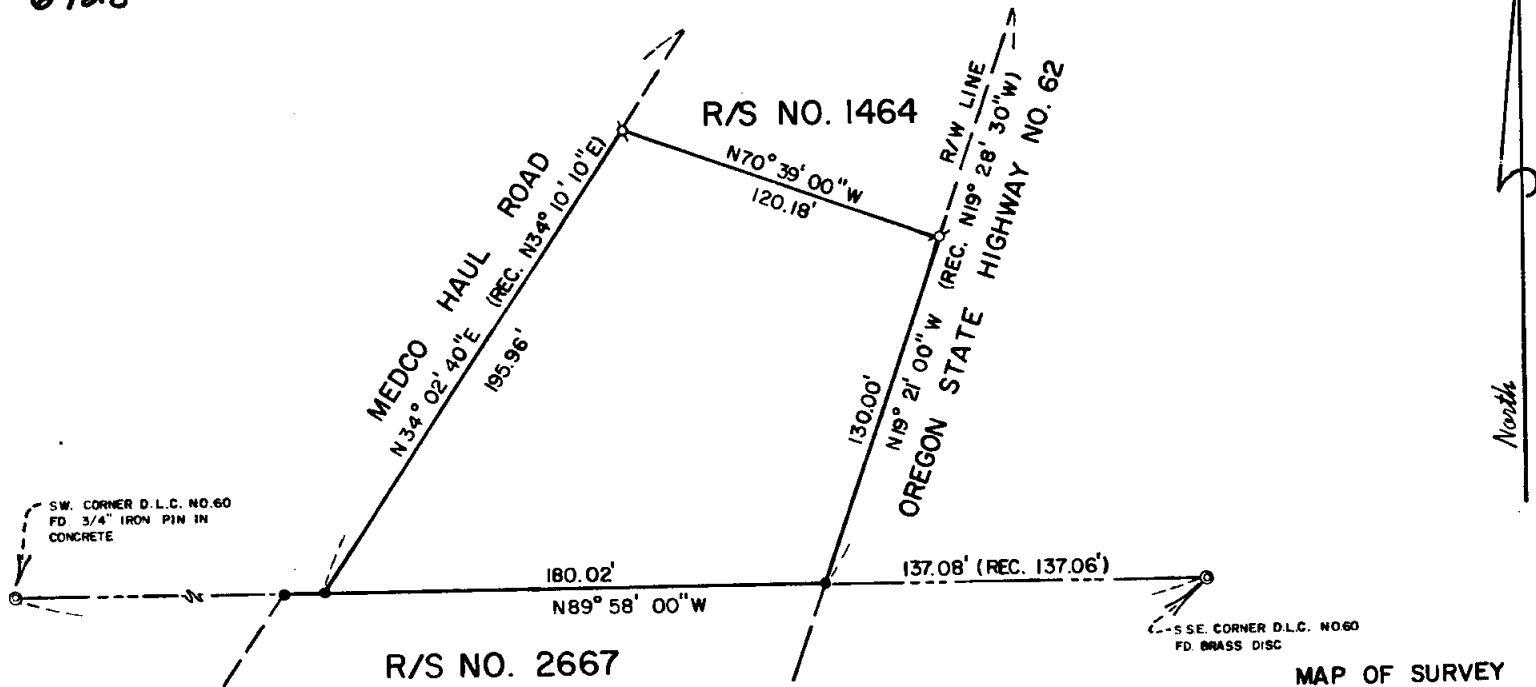 R/S NO. 1464
N70° 39' 00"W
120.18'
R/W LINE
MEDCO HAUL ROAD
N 34° 02' 40"E (REC. N34° 10' 10"E)
195.96'
130.00'
N19° 21' 00"W (REC. N19° 28' 30"W)
OREGON STATE HIGHWAY NO. 62
North
SW. CORNER D.L.C. NO.60
FD. 3/4" IRON PIN IN
CONCRETE
180.02'
N89° 58' 00"W
137.08' (REC. 137.06')
S SE. CORNER D.L.C. NO.60
FD. BRASS DISC
R/S NO. 2667
MAP OF SURVEY